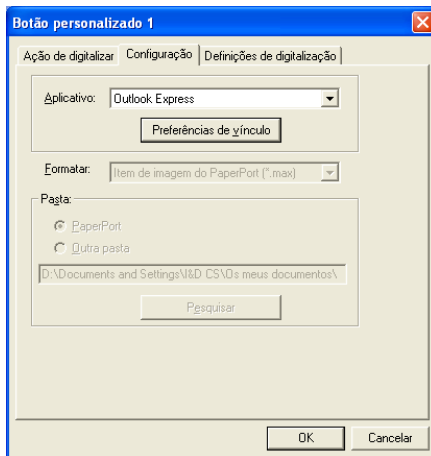 Botão personalizado 1
Ação de digitalizar Configuração Definições de digitalização
Aplicativo: Outlook Express
Preferências de vínculo
Formatar: Item de imagem do PaperPort (*.max)
Pasta:
PaperPort
Outra pasta
D:\Documents and Settings\I&D CS\Os meus documentos\
Pesquisar
OK Cancelar